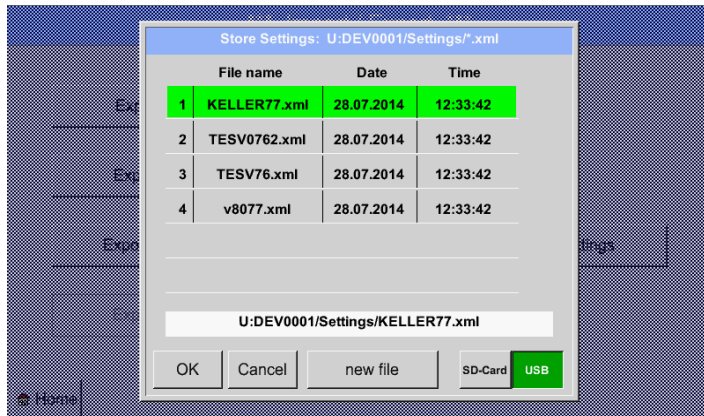 Store Settings: U:DEV0001/Settings/*.xml
File name Date Time
1 KELLER77.xml 28.07.2014 12:33:42
2 TESV0762.xml 28.07.2014 12:33:42
3 TESV76.xml 28.07.2014 12:33:42
4 v8077.xml 28.07.2014 12:33:42
U:DEV0001/Settings/KELLER77.xml
OK Cancel new file SD-Card USB
Home